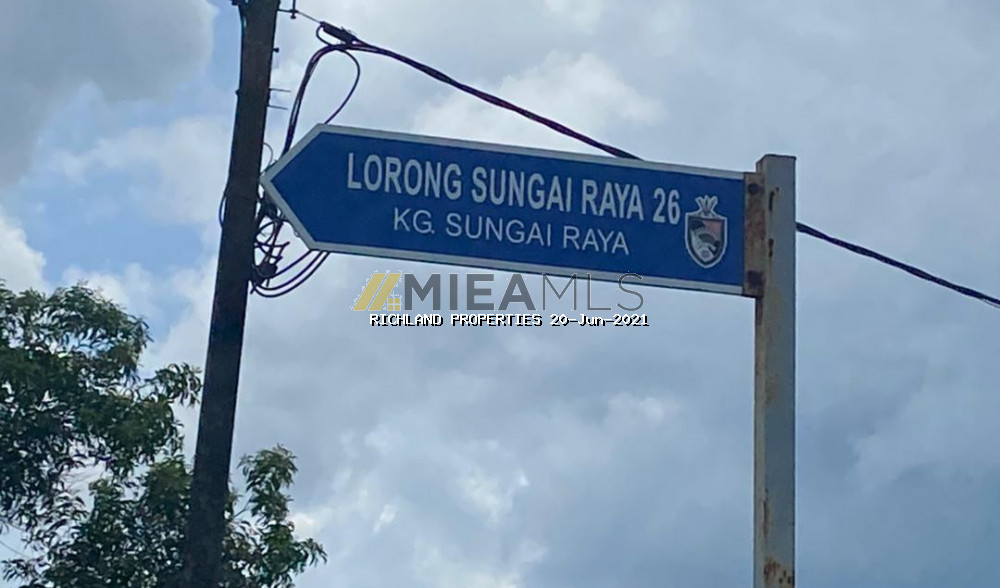 LORONG SUNGAI RAYA 26
KG. SUNGAI RAYA
MIEAMLS
RICHLAND PROPERTIES 20-Jun-2021